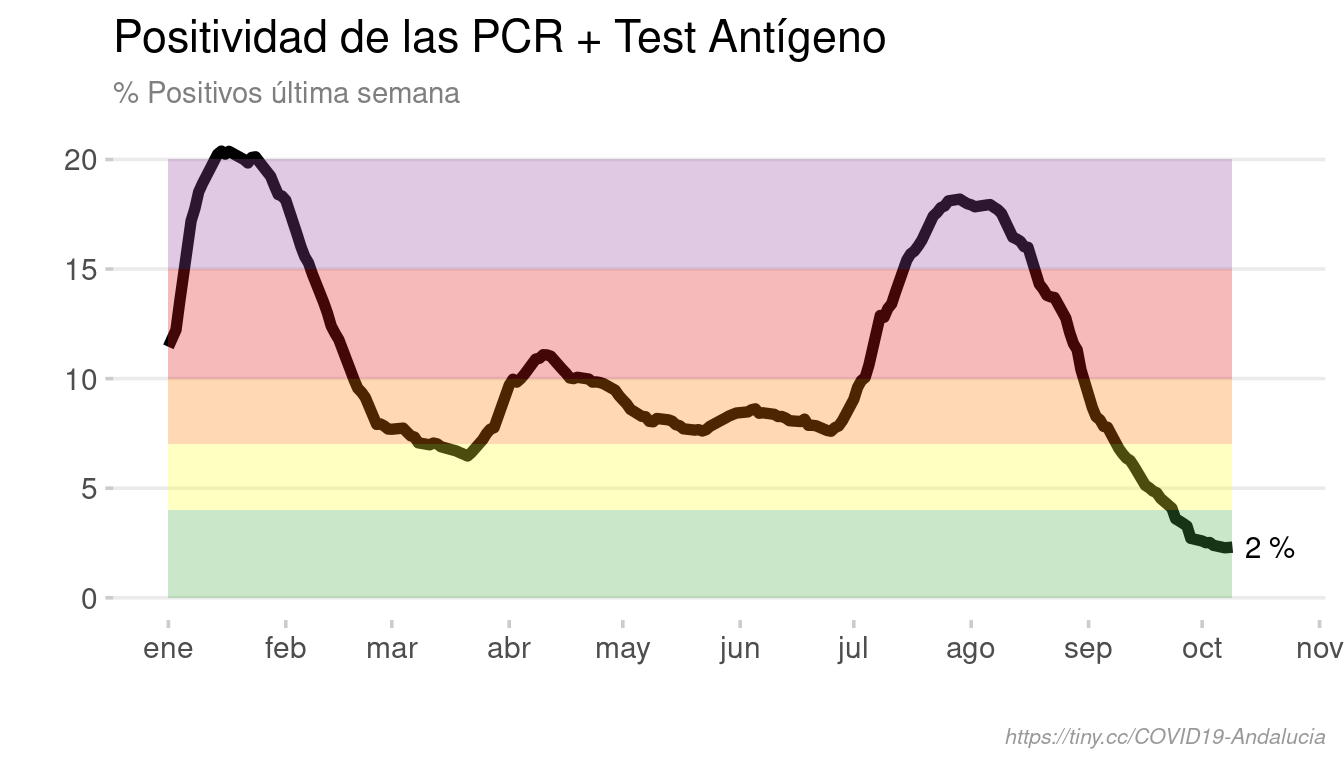 Positividad de las PCR + Test Antígeno
% Positivos última semana
20
15
10
5
0
2 %
ene feb mar abr may jun jul ago sep oct nov
https://tiny.cc/COVID19-Andalucia